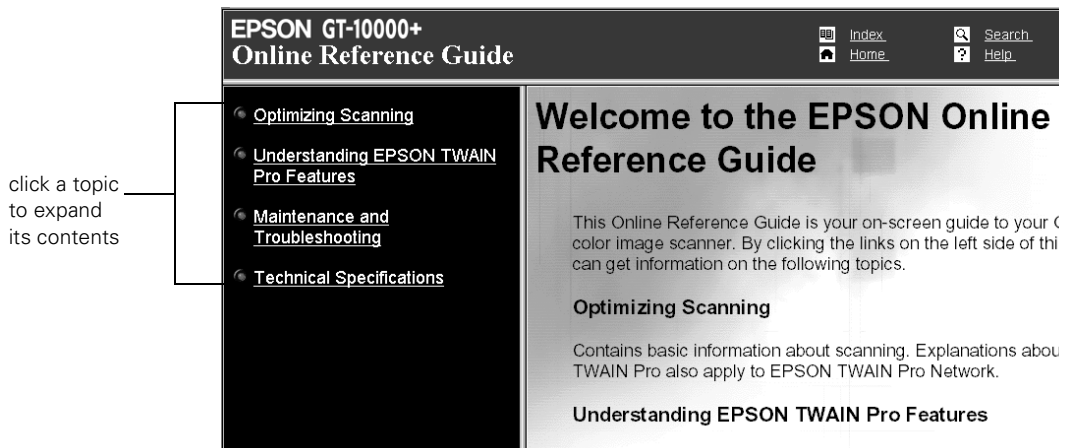 EPSON GT-10000+
Online Reference Guide
Index
Search
Home
Help
click a topic
to expand
its contents
Optimizing Scanning
Understanding EPSON TWAIN
Pro Features
Maintenance and
Troubleshooting
Technical Specifications
Welcome to the EPSON Online
Reference Guide
This Online Reference Guide is your on-screen guide to your
color image scanner. By clicking the links on the left side of thi
can get information on the following topics.
Optimizing Scanning
Contains basic information about scanning. Explanations abou
TWAIN Pro also apply to EPSON TWAIN Pro Network.
Understanding EPSON TWAIN Pro Features